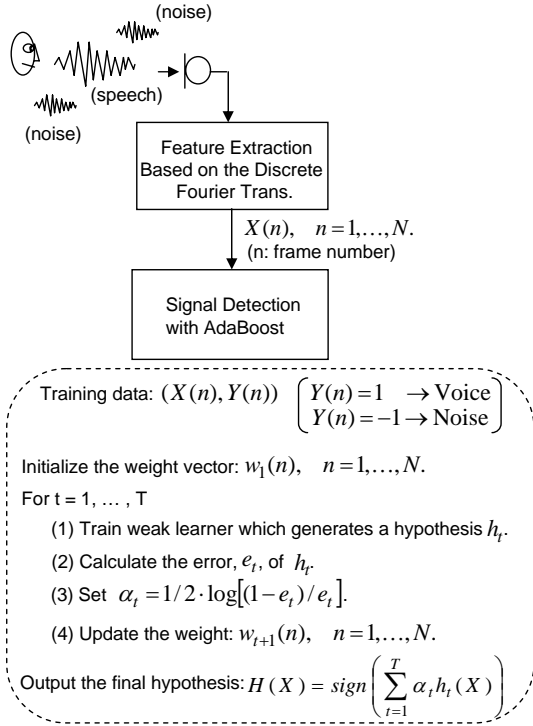 (noise)
(speech)
(noise)
Feature Extraction
Based on the Discrete
Fourier Trans.
X(n), n=1,…,N.
(n: frame number)
Signal Detection
with AdaBoost
Training data: (X(n),Y(n)) Y(n)=1 → Voice
Y(n)=−1→ Noise
Initialize the weight vector: w₁(n), n=1,…,N.
For t = 1, … , T
(1) Train weak learner which generates a hypothesis hₜ.
(2) Calculate the error, eₜ, of hₜ.
(3) Set αₜ =1/2·log[(1−eₜ)/eₜ].
(4) Update the weight: wₜ₊₁(n), n=1,…,N.
Output the final hypothesis: H(X) = sign(∑_{t=1}^{T} αₜhₜ(X))